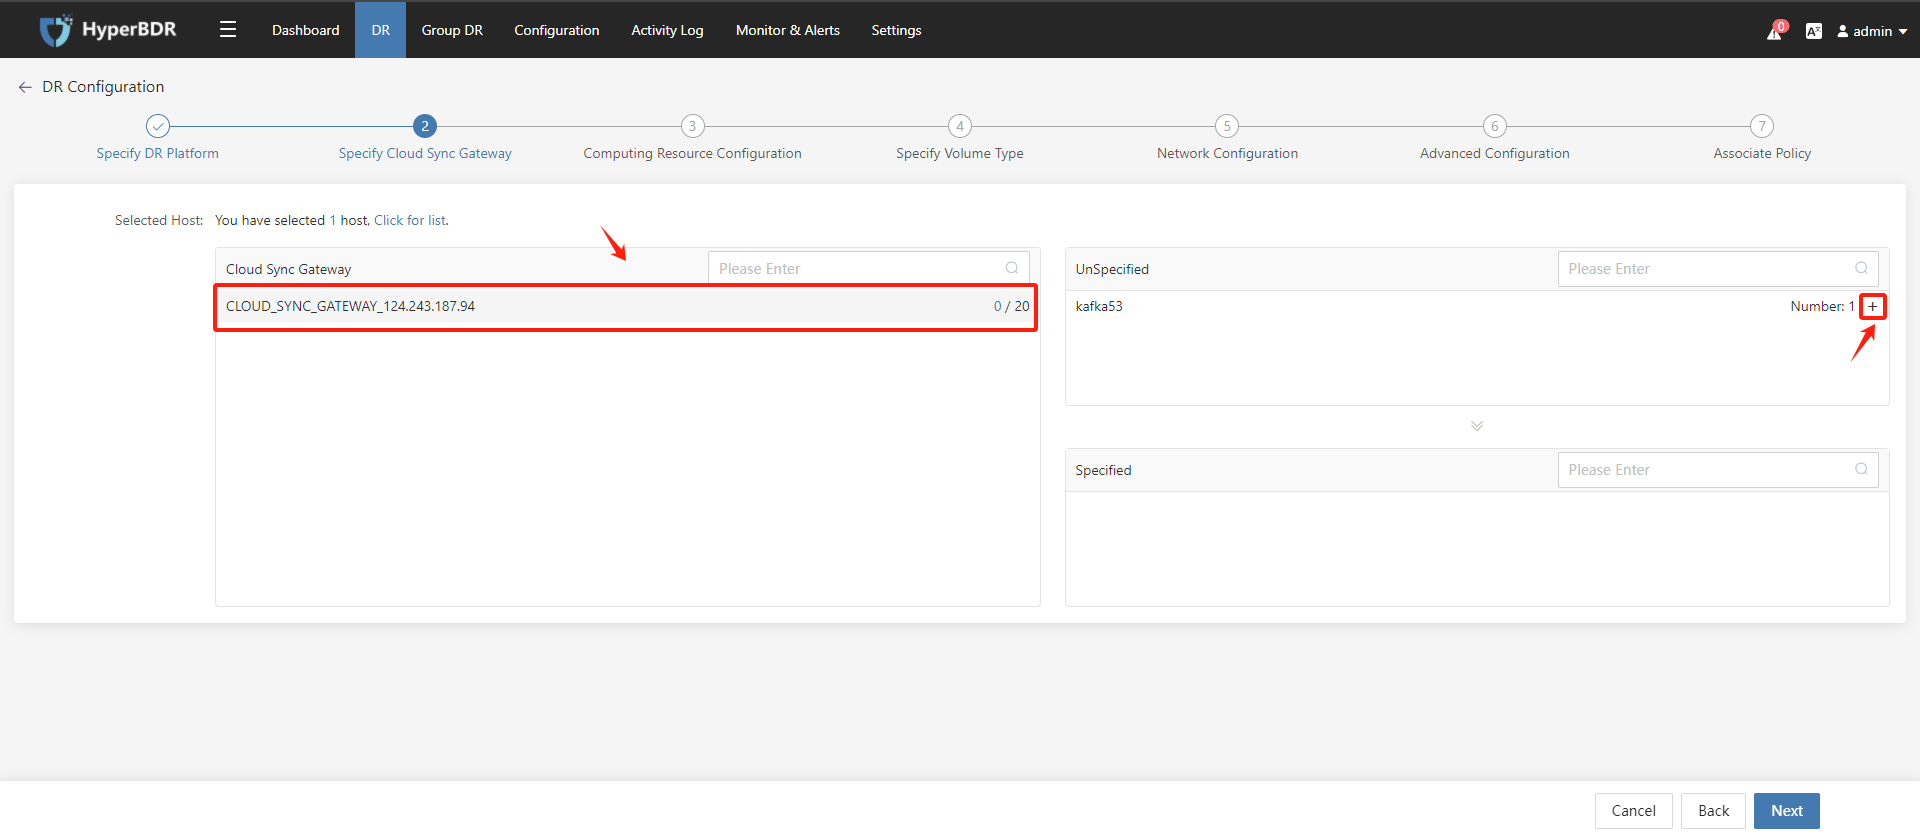 HyperBDR
Dashboard DR Group DR Configuration Activity Log Monitor & Alerts Settings 0 admin
DR Configuration
2 3 4 5 6 7
Specify DR Platform Specify Cloud Sync Gateway Computing Resource Configuration Specify Volume Type Network Configuration Advanced Configuration Associate Policy
Selected Host: You have selected 1 host, Click for list.
Cloud Sync Gateway Please Enter
CLOUD_SYNC_GATEWAY_124.243.187.94 0 / 20
UnSpecified Please Enter
kafka53 Number: 1 +
Specified Please Enter
Cancel Back Next